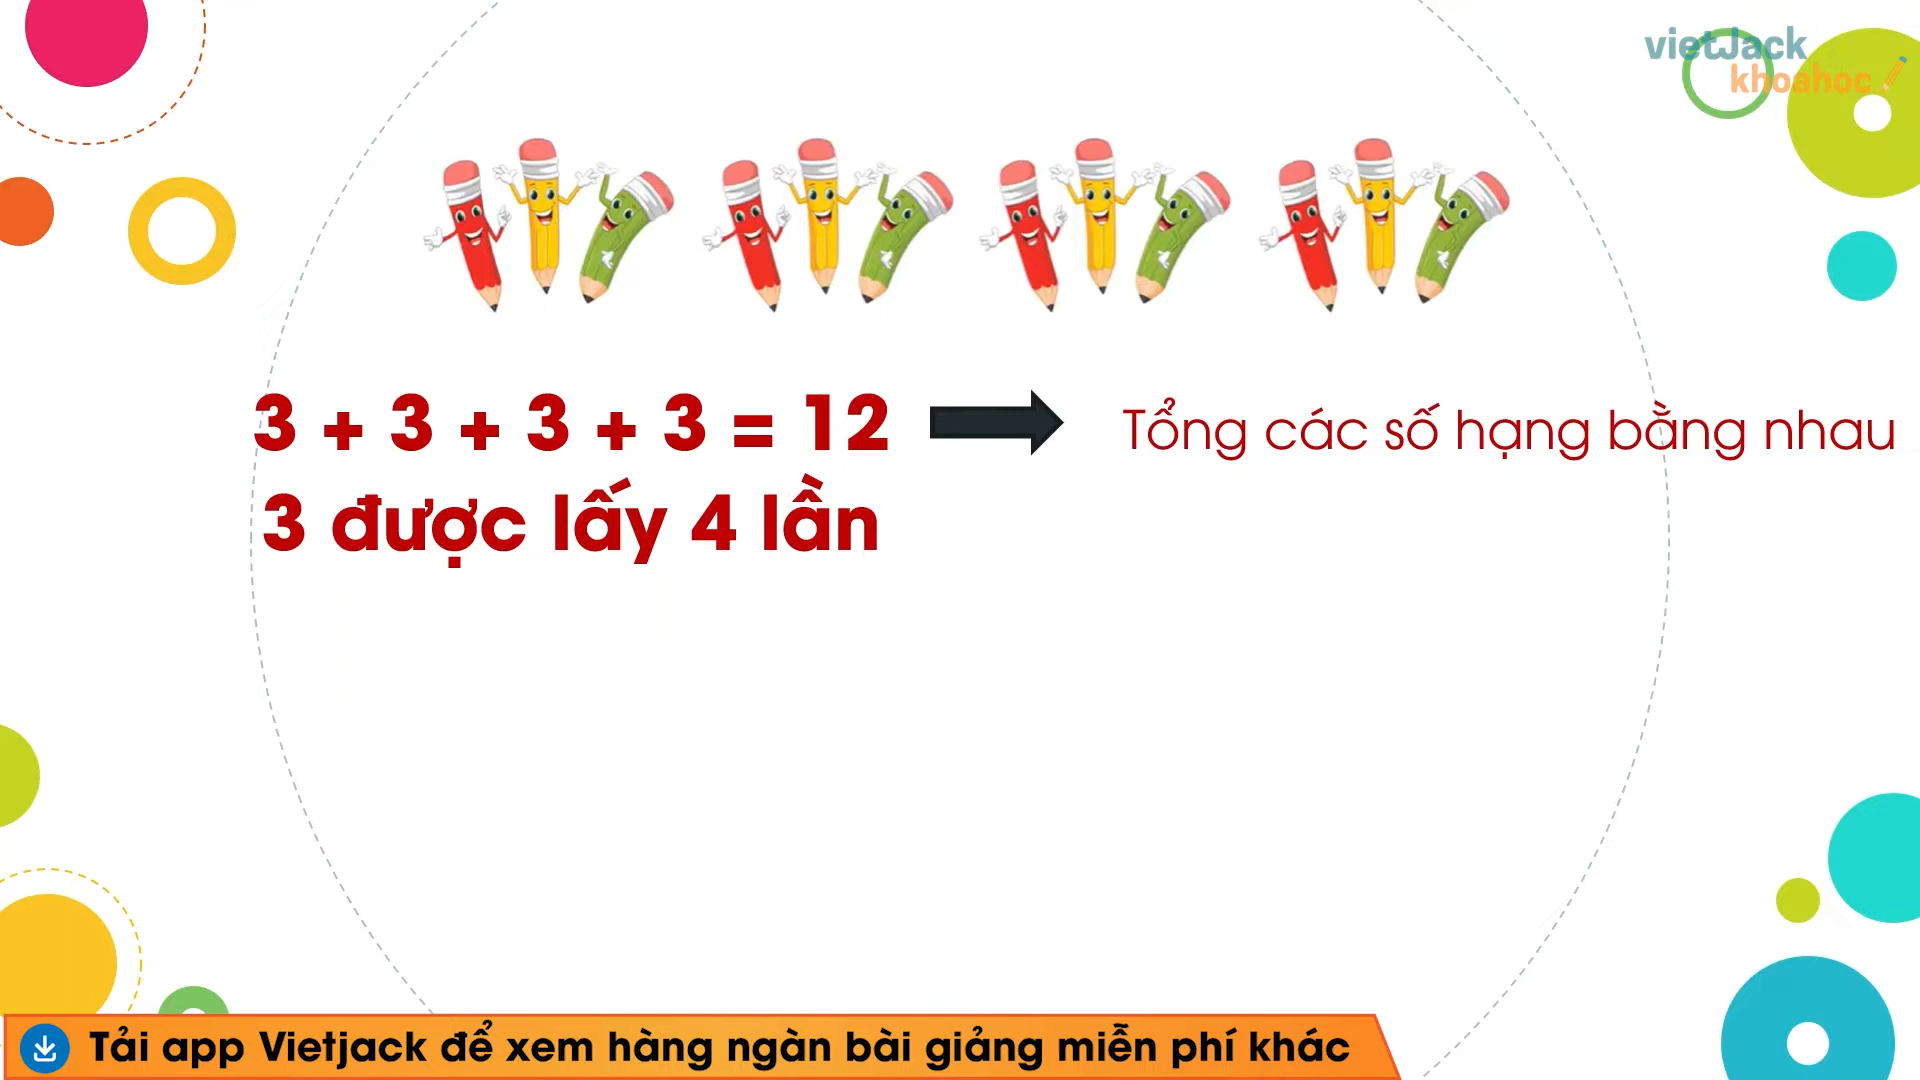 vietJack
khoahoc
3 + 3 + 3 + 3 = 12
Tổng các số hạng bằng nhau
3 được lấy 4 lần
Tải app Vietjack để xem hàng ngàn bài giảng miễn phí khác